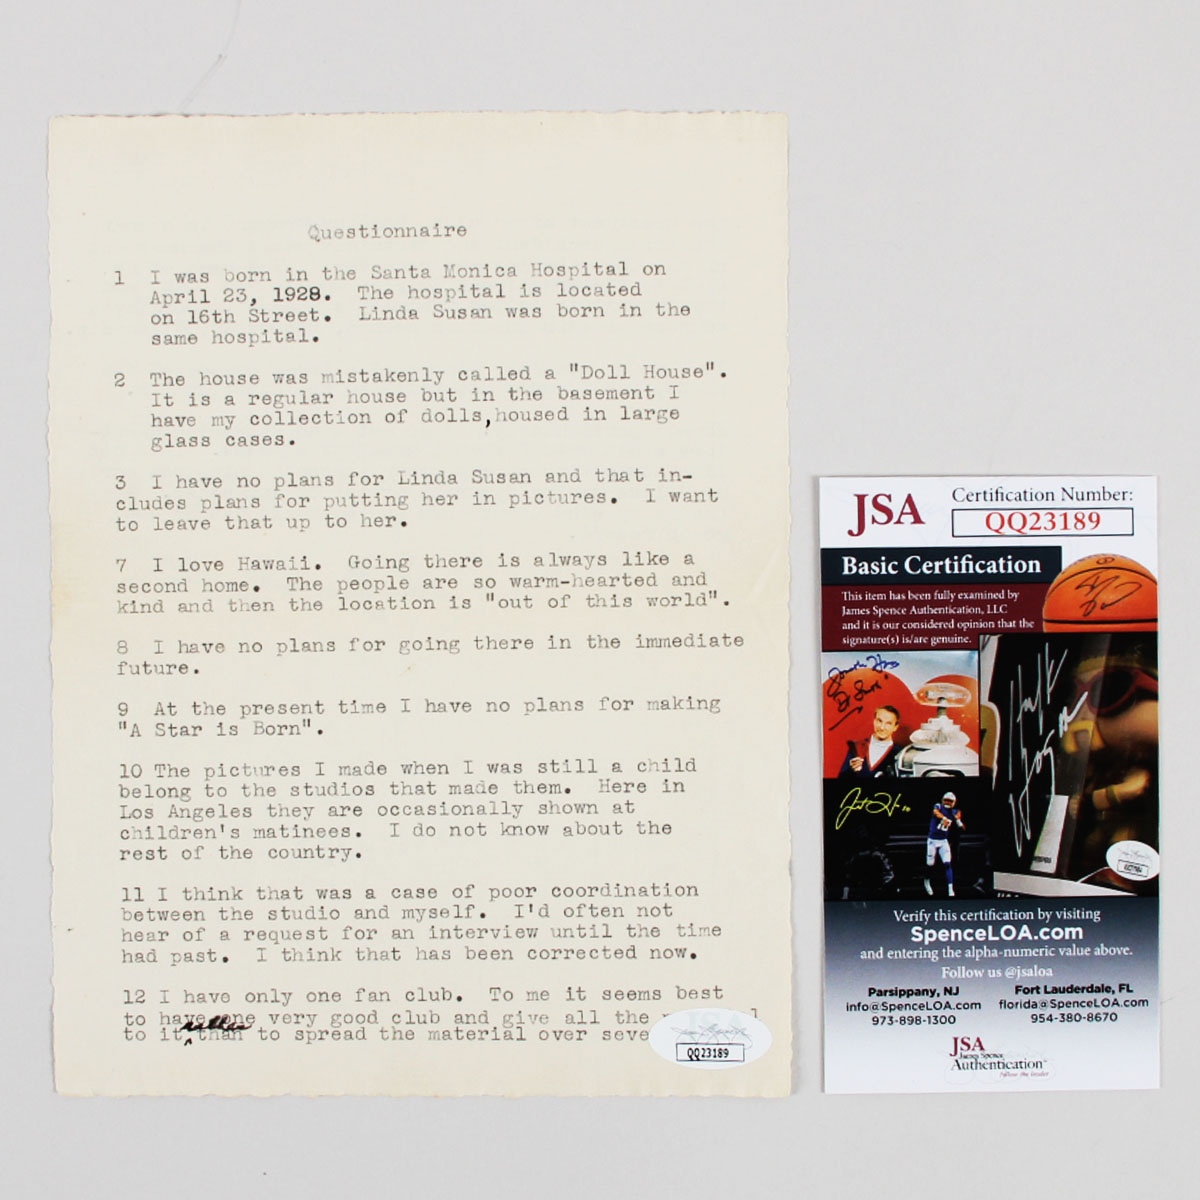 Questionnaire
1 I was born in the Santa Monica Hospital on
April 23, 1928. The hospital is located
on 16th Street. Linda Susan was born in the
same hospital.
2 The house was mistakenly called a "Doll House".
It is a regular house but in the basement I
have my collection of dolls,housed in large
glass cases.
3 I have no plans for Linda Susan and that in-
cludes plans for putting her in pictures. I want
to leave that up to her.
7 I love Hawaii. Going there is always like a
second home. The people are so warm-hearted and
kind and then the location is "out of this world".
8 I have no plans for going there in the immediate
future.
9 At the present time I have no plans for making
"A Star is Born".
10 The pictures I made when I was still a child
belong to the studios that made them. Here in
Los Angeles they are occasionally shown at
children's matinees. I do not know about the
rest of the country.
11 I think that was a case of poor coordination
between the studio and myself. I'd often not
hear of a request for an interview until the time
had past. I think that has been corrected now.
12 I have only one fan club. To me it seems best
to have one very good club and give all the
rather
to it than to spread the material over seve
QQ23189
JSA
Certification Number:
QQ23189
Basic Certification
This item has been fully examined by
James Spence Authentication, LLC
and it is our considered opinion that the
signature(s) is/are genuine.
Hulk
Hogan
Verify this certification by visiting
SpenceLOA.com
and entering the alpha-numeric value above.
Follow us @jsaloa
Parsippany, NJ
info@SpenceLOA.com
973-898-1300
Fort Lauderdale, FL
florida@SpenceLOA.com
954-380-8670
JSA
James Spence
Authentication